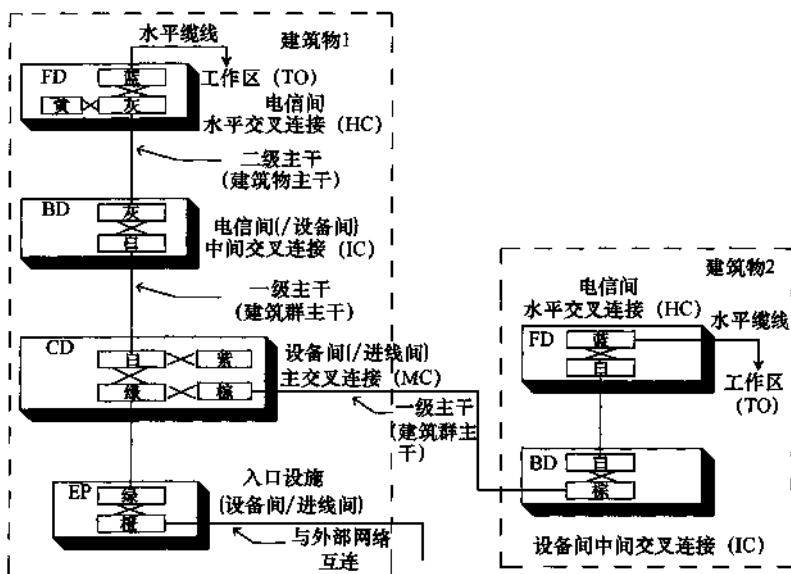 水平缆线
建筑物1
FD
蓝
工作区 (TO)
黄
灰
电信间
水平交叉连接 (HC)
二级主干
(建筑物主干)
BD
灰
白
电信间(/设备间)
中间交叉连接 (IC)
一级主干
(建筑群主干)
CD
白
紫
绿
棕
设备间(/进线间)
主交叉连接 (MC)
一级主干
(建筑群主
干)
EP
绿
入口设施
(设备间/进线间)
与外部网络
互连
建筑物2
电信间
水平交叉连接 (HC)
FD
蓝
白
水平缆线
工作区
(TO)
BD
白
棕
设备间中间交叉连接 (IC)